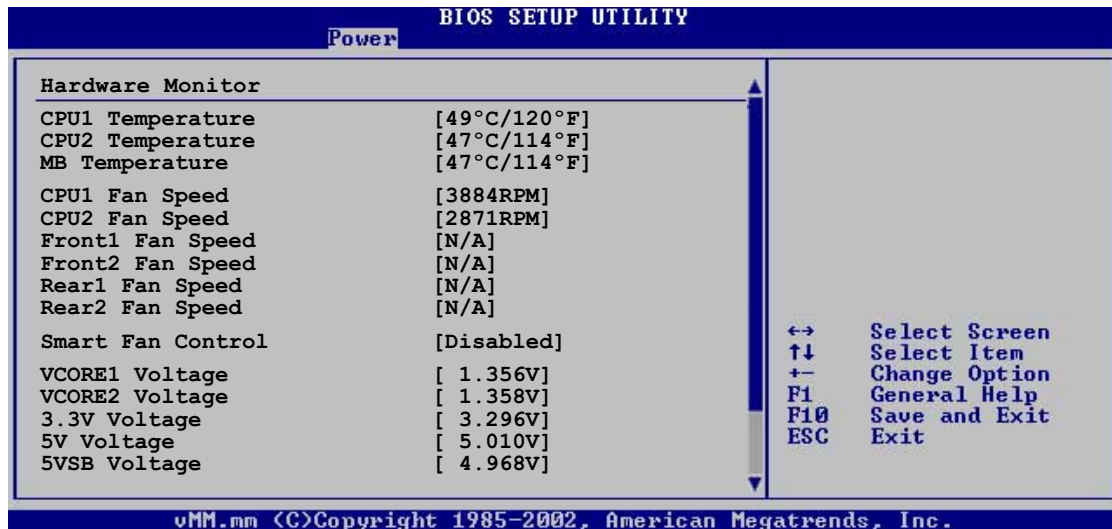 BIOS SETUP UTILITY
Power
Hardware Monitor
CPU1 Temperature [49°C/120°F]
CPU2 Temperature [47°C/114°F]
MB Temperature [47°C/114°F]
CPU1 Fan Speed [3884RPM]
CPU2 Fan Speed [2871RPM]
Front1 Fan Speed [N/A]
Front2 Fan Speed [N/A]
Rear1 Fan Speed [N/A]
Rear2 Fan Speed [N/A]
Smart Fan Control [Disabled]
VCORE1 Voltage [ 1.356V]
VCORE2 Voltage [ 1.358V]
3.3V Voltage [ 3.296V]
5V Voltage [ 5.010V]
5VSB Voltage [ 4.968V]
←→ Select Screen
↑↓ Select Item
+- Change Option
F1 General Help
F10 Save and Exit
ESC Exit
vMM.mm (C)Copyright 1985-2002, American Megatrends, Inc.